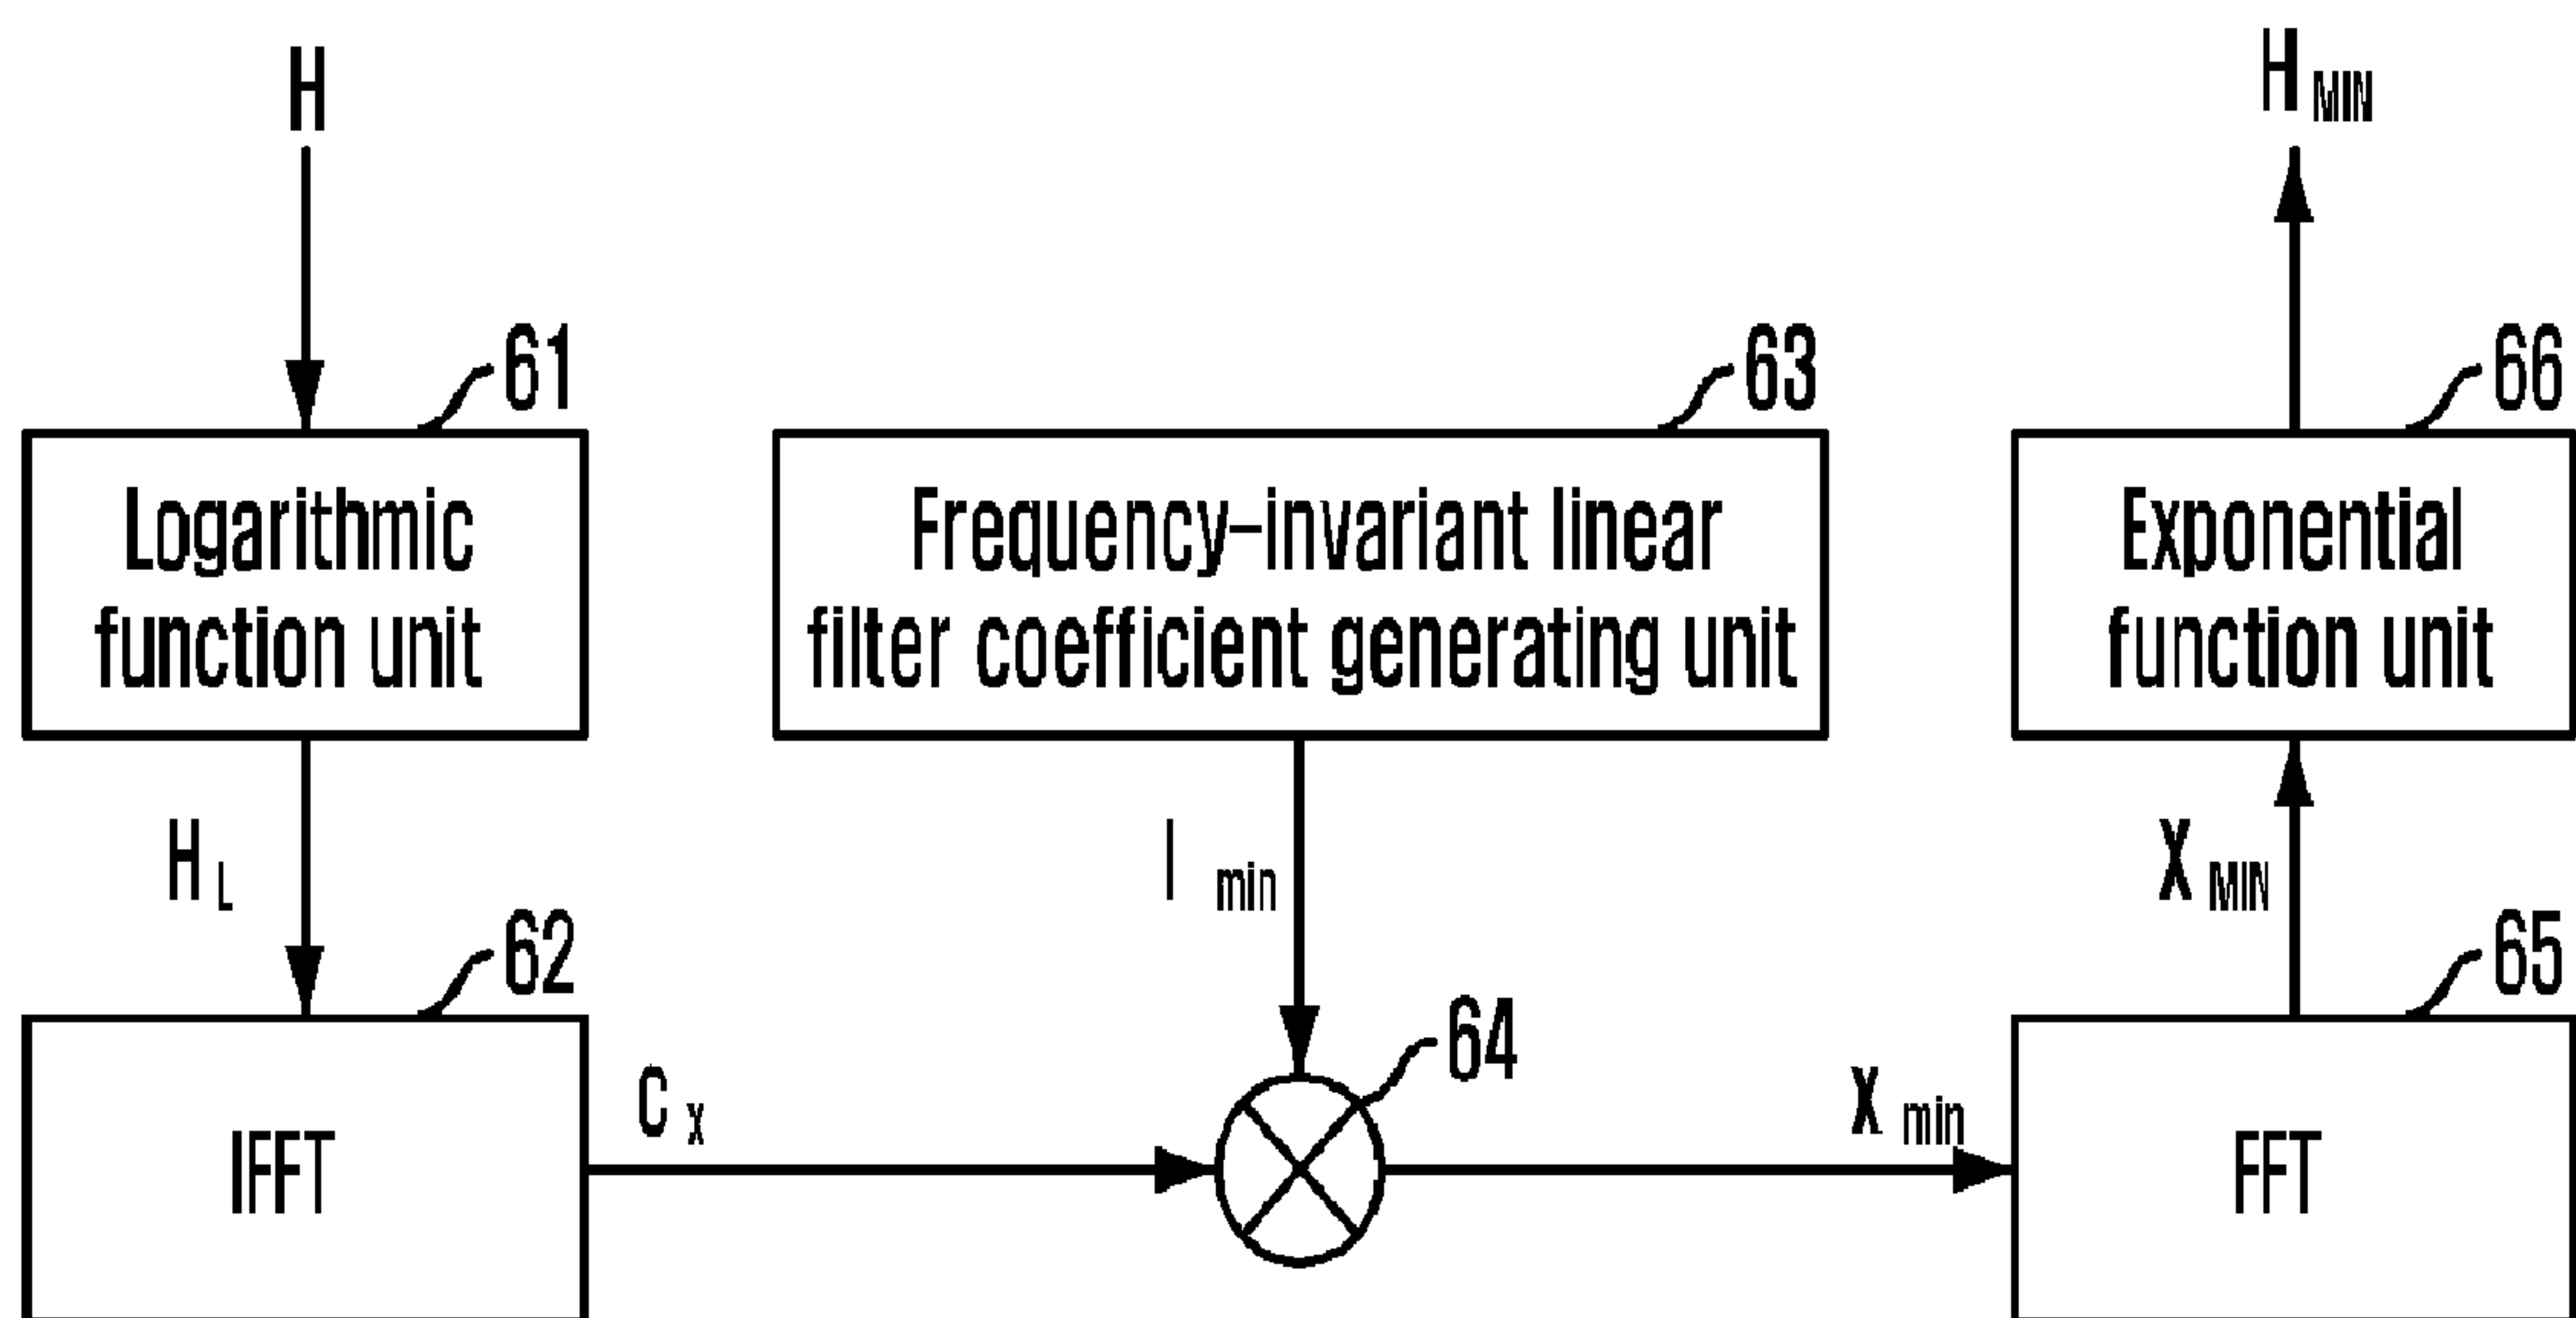 H
H MIN
61
63
66
Logarithmic
function unit
Frequency-invariant linear
filter coefficient generating unit
Exponential
function unit
H L
l min
X MIN
62
64
65
IFFT
C x
x min
FFT